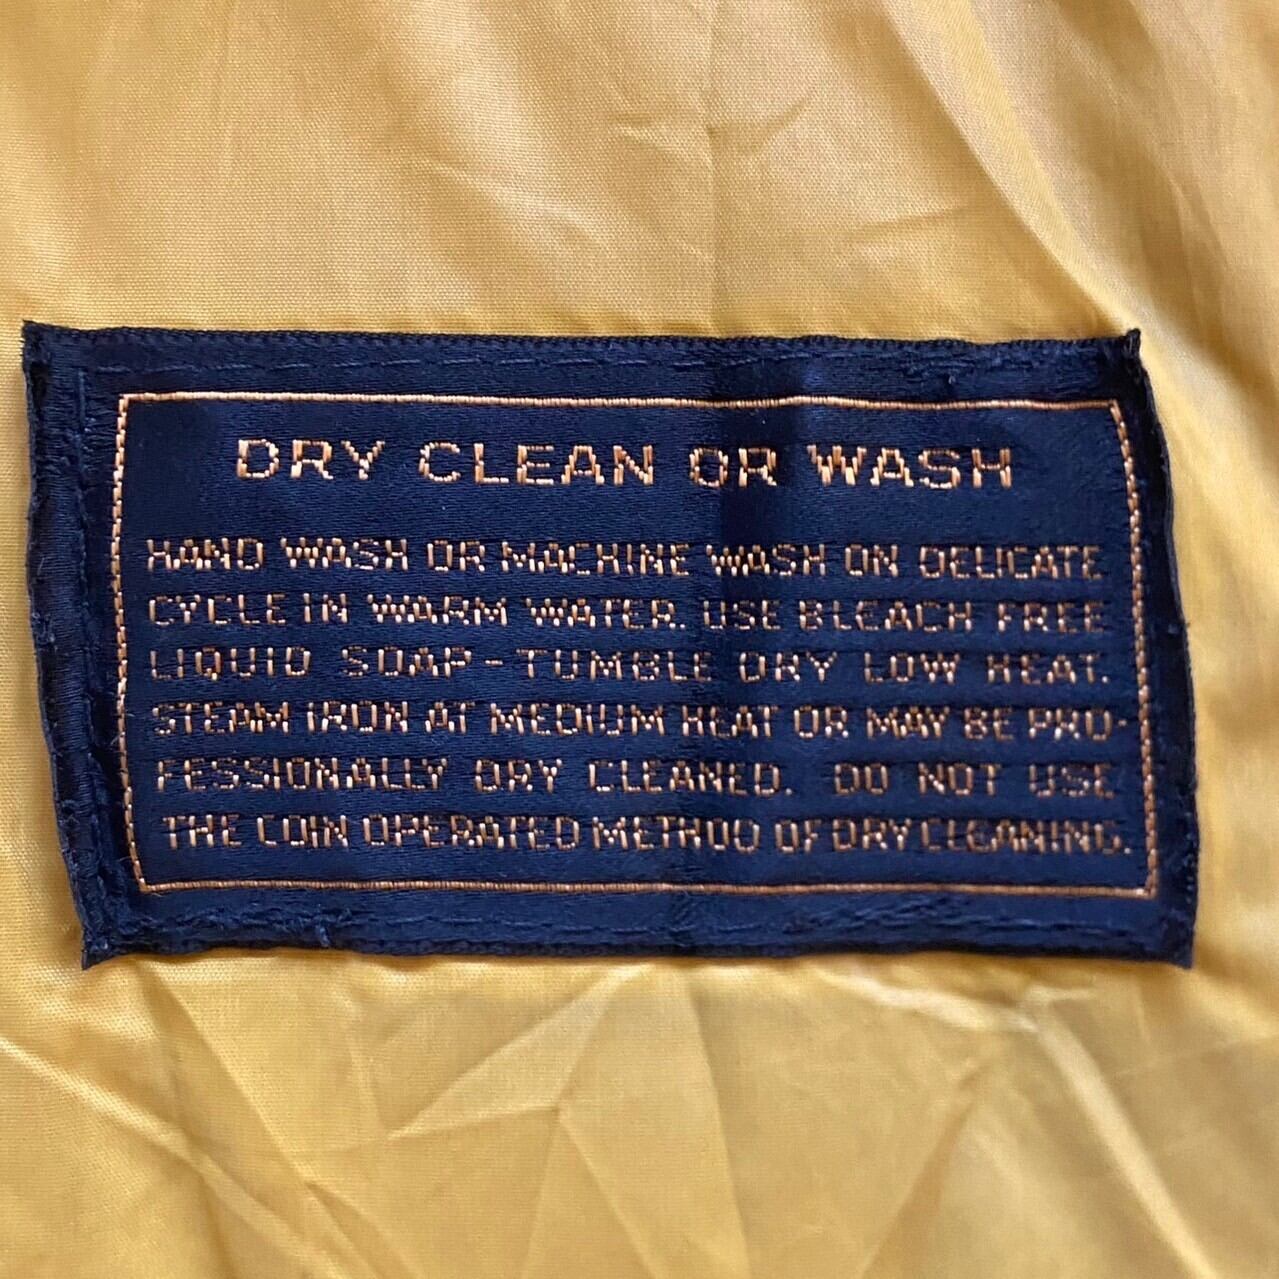 DRY CLEAN OR WASH
HAND WASH OR MACHINE WASH ON DELICATE
CYCLE IN WARM WATER. USE BLEACH FREE
LIQUID SOAP - TUMBLE DRY LOW HEAT.
STEAM IRON AT MEDIUM HEAT OR MAY BE PRO-
FESSIONALLY DRY CLEANED. DO NOT USE
THE COIN OPERATED METHOD OF DRY CLEANING.